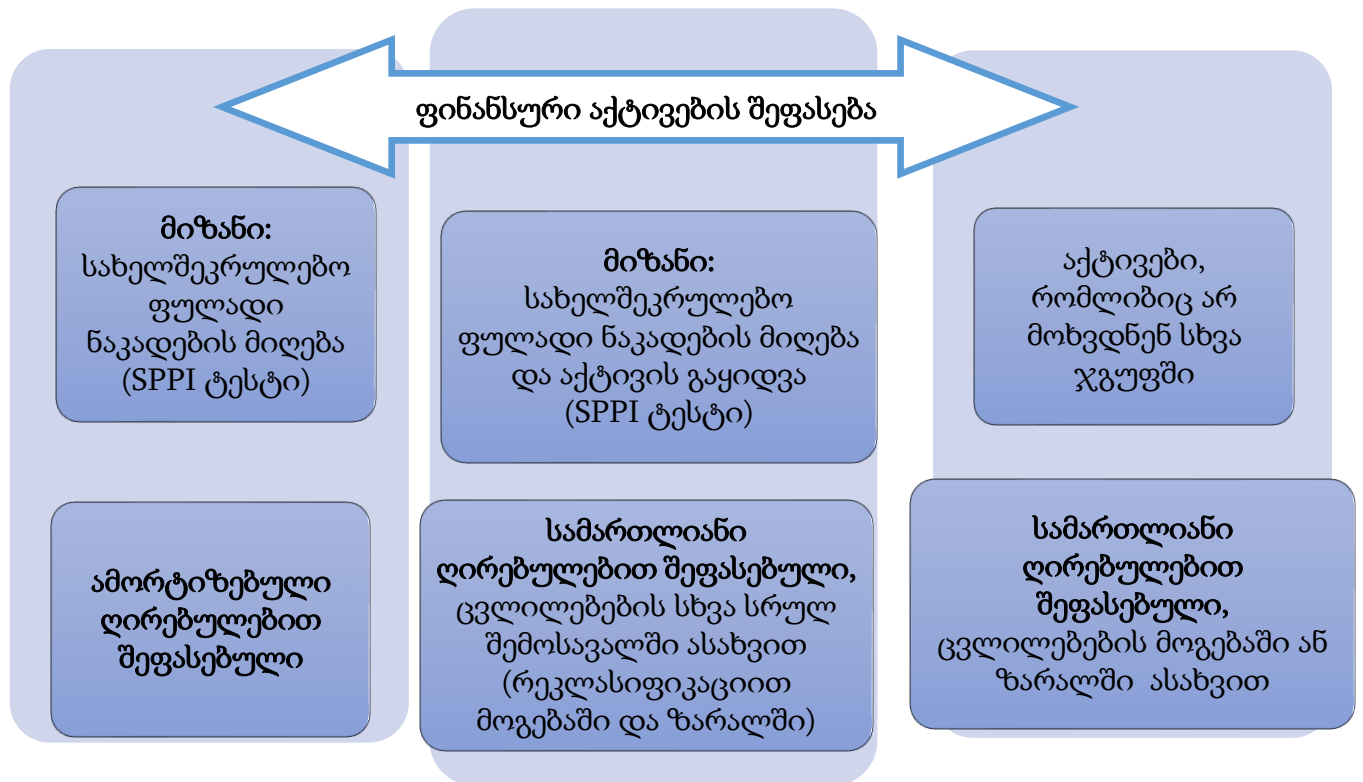 ფინანსური აქტივების შეფასება
მიზანი:
სახელშეკრულებო
ფულადი
ნაკადების მიღება
(SPPI ტესტი)
ამორტიზებული
ღირებულებით
შეფასებული
მიზანი:
სახელშეკრულებო
ფულადი ნაკადების მიღება
და აქტივის გაყიდვა
(SPPI ტესტი)
სამართლიანი
ღირებულებით შეფასებული,
ცვლილებების სხვა სრულ
შემოსავალში ასახვით
(რეკლასიფიკაციით
მოგებაში და ზარალში)
აქტივები,
რომლიბიც არ
მოხვდნენ სხვა
ჯგუფში
სამართლიანი
ღირებულებით
შეფასებული,
ცვლილებების მოგებაში ან
ზარალში ასახვით